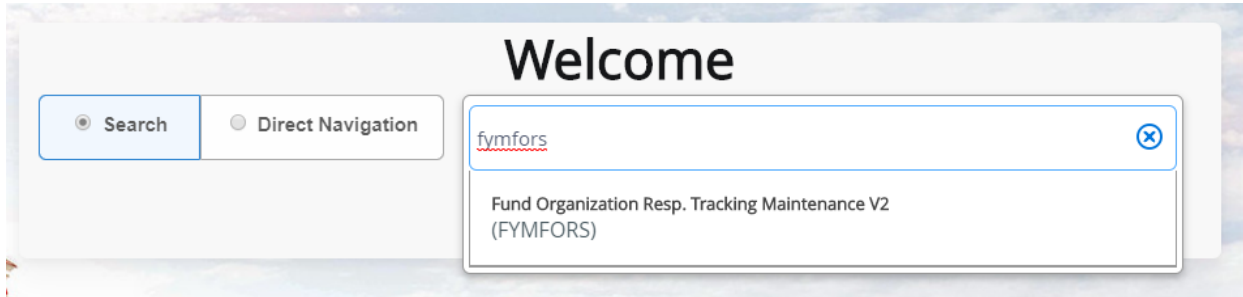 Welcome
Search
Direct Navigation
fymfors
Fund Organization Resp. Tracking Maintenance V2
(FYMFORS)